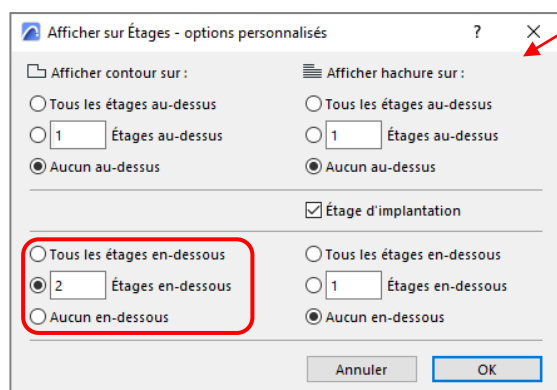 Afficher sur Étages - options personnalisés ?
Afficher contour sur : Afficher hachure sur :
Tous les étages au-dessus Tous les étages au-dessus
1 Étages au-dessus 1 Étages au-dessus
Aucun au-dessus Aucun au-dessus
Étage d'implantation
Tous les étages en-dessous Tous les étages en-dessous
2 Étages en-dessous 1 Étages en-dessous
Aucun en-dessous Aucun en-dessous
Annuler OK